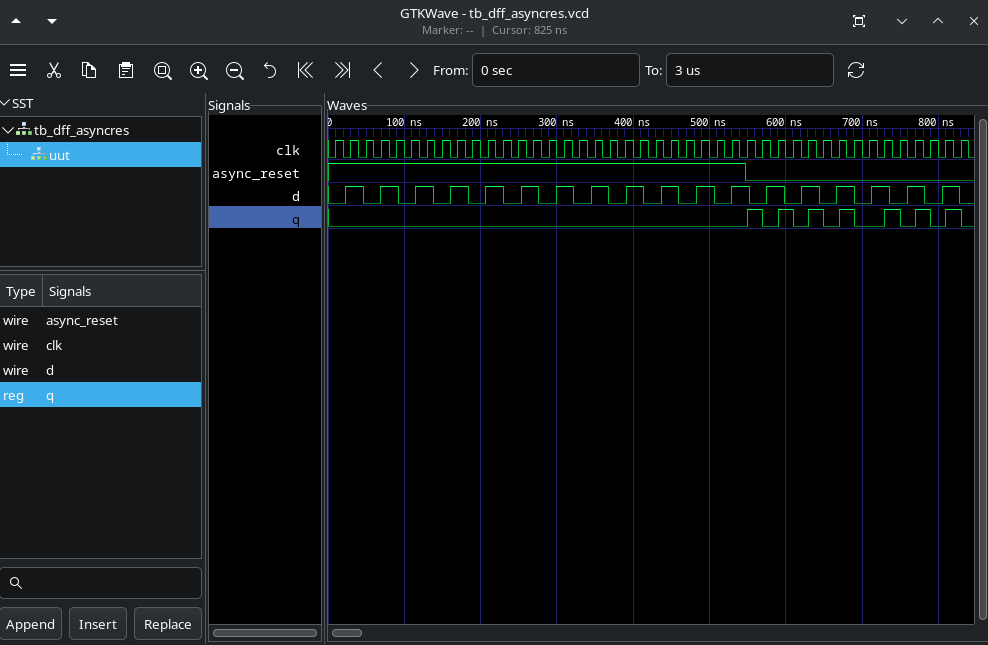 GTKWave - tb_dff_asyncres.vcd
Marker: -- | Cursor: 825 ns
From: 0 sec To: 3 us
SST
tb_dff_asyncres
uut
Type Signals
wire async_reset
wire clk
wire d
reg q
Append Insert Replace
Signals
clk
async_reset
d
q
Waves
0 100 ns 200 ns 300 ns 400 ns 500 ns 600 ns 700 ns 800 ns